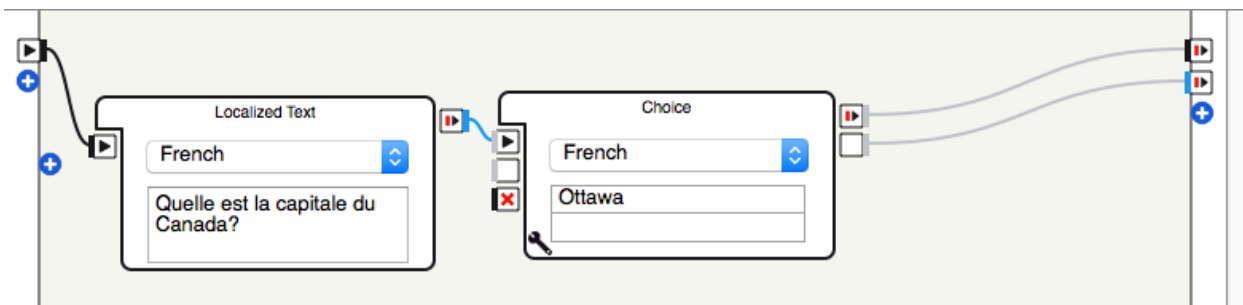 Localized Text
French
Quelle est la capitale du
Canada?
Choice
French
Ottawa